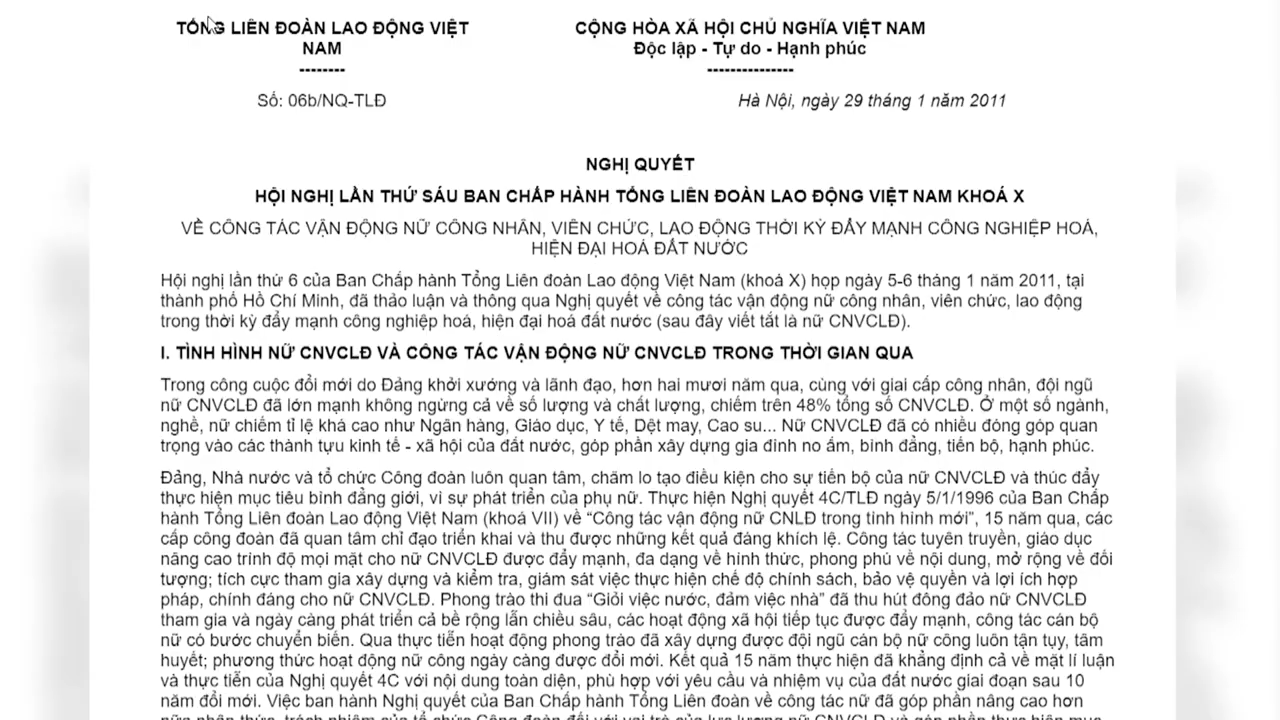 TỔNG LIÊN ĐOÀN LAO ĐỘNG VIỆT
NAM
--------
CỘNG HÒA XÃ HỘI CHỦ NGHĨA VIỆT NAM
Độc lập - Tự do - Hạnh phúc
---------------
Số: 06b/NQ-TLĐ
Hà Nội, ngày 29 tháng 1 năm 2011
NGHỊ QUYẾT
HỘI NGHỊ LẦN THỨ SÁU BAN CHẤP HÀNH TỔNG LIÊN ĐOÀN LAO ĐỘNG VIỆT NAM KHOÁ X
VỀ CÔNG TÁC VẬN ĐỘNG NỮ CÔNG NHÂN, VIÊN CHỨC, LAO ĐỘNG THỜI KỲ ĐẨY MẠNH CÔNG NGHIỆP HOÁ,
HIỆN ĐẠI HOÁ ĐẤT NƯỚC
Hội nghị lần thứ 6 của Ban Chấp hành Tổng Liên đoàn Lao động Việt Nam (khoá X) họp ngày 5-6 tháng 1 năm 2011, tại
thành phố Hồ Chí Minh, đã thảo luận và thông qua Nghị quyết về công tác vận động nữ công nhân, viên chức, lao động
trong thời kỳ đẩy mạnh công nghiệp hoá, hiện đại hoá đất nước (sau đây viết tắt là nữ CNVCLĐ).
I. TÌNH HÌNH NỮ CNVCLĐ VÀ CÔNG TÁC VẬN ĐỘNG NỮ CNVCLĐ TRONG THỜI GIAN QUA
Trong công cuộc đổi mới do Đảng khởi xướng và lãnh đạo, hơn hai mươi năm qua, cùng với giai cấp công nhân, đội ngũ
nữ CNVCLĐ đã lớn mạnh không ngừng cả về số lượng và chất lượng, chiếm trên 48% tổng số CNVCLĐ. Ở một số ngành,
nghề, nữ chiếm tỉ lệ khá cao như Ngân hàng, Giáo dục, Y tế, Dệt may, Cao su... Nữ CNVCLĐ đã có nhiều đóng góp quan
trọng vào các thành tựu kinh tế - xã hội của đất nước, góp phần xây dựng gia đình no ấm, bình đẳng, tiến bộ, hạnh phúc.
Đảng, Nhà nước và tổ chức Công đoàn luôn quan tâm, chăm lo tạo điều kiện cho sự tiến bộ của nữ CNVCLĐ và thúc đẩy
thực hiện mục tiêu bình đẳng giới, vì sự phát triển của phụ nữ. Thực hiện Nghị quyết 4C/TLĐ ngày 5/1/1996 của Ban Chấp
hành Tổng Liên đoàn Lao động Việt Nam (khoá VII) về “Công tác vận động nữ CNLĐ trong tình hình mới”, 15 năm qua, các
cấp công đoàn đã quan tâm chỉ đạo triển khai và thu được những kết quả đáng khích lệ. Công tác tuyên truyền, giáo dục
nâng cao trình độ mọi mặt cho nữ CNVCLĐ được đẩy mạnh, đa dạng về hình thức, phong phú về nội dung, mở rộng về đối
tượng; tích cực tham gia xây dựng và kiểm tra, giám sát việc thực hiện chế độ chính sách, bảo vệ quyền và lợi ích hợp
pháp, chính đáng cho nữ CNVCLĐ. Phong trào thi đua “Giỏi việc nước, đảm việc nhà” đã thu hút đông đảo nữ CNVCLĐ
tham gia và ngày càng phát triển cả bề rộng lẫn chiều sâu, các hoạt động xã hội tiếp tục được đẩy mạnh, công tác cán bộ
nữ có bước chuyển biến. Qua thực tiễn hoạt động phong trào đã xây dựng được đội ngũ cán bộ nữ công luôn tận tụy, tâm
huyết; phương thức hoạt động nữ công ngày càng được đổi mới. Kết quả 15 năm thực hiện đã khẳng định cả về mặt lí luận
và thực tiễn của Nghị quyết 4C với nội dung toàn diện, phù hợp với yêu cầu và nhiệm vụ của đất nước giai đoạn sau 10
năm đổi mới. Việc ban hành Nghị quyết của Ban Chấp hành Tổng Liên đoàn về công tác nữ đã góp phần nâng cao hơn
nữa nhận thức, trách nhiệm của tổ chức Công đoàn đối với vai trò của lực lượng nữ CNVCLĐ và góp phần thực hiện mục